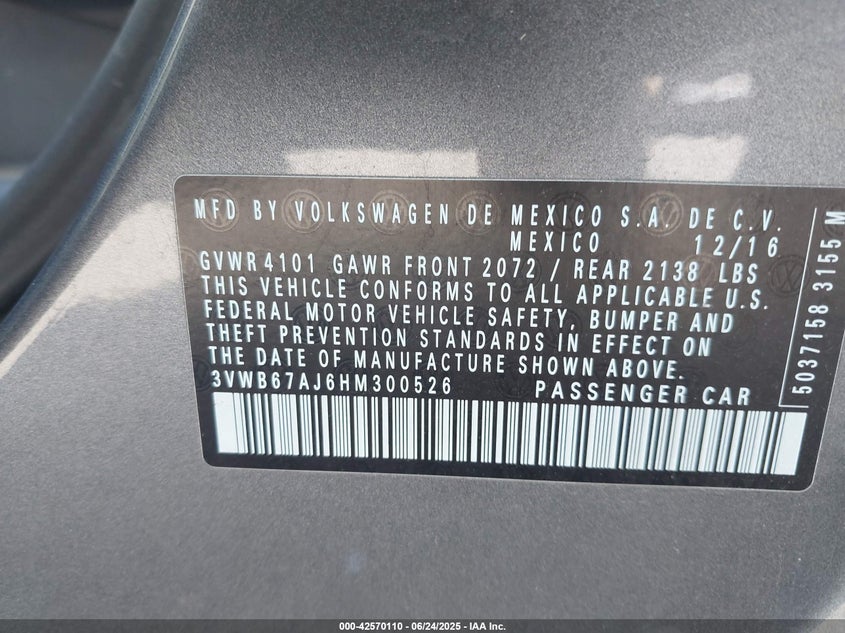 MFD BY VOLKSWAGEN DE MEXICO S.A. DE C.V.
MEXICO 12/16
GVWR 4101 GAWR FRONT 2072 / REAR 2138 LBS
THIS VEHICLE CONFORMS TO ALL APPLICABLE U.S.
FEDERAL MOTOR VEHICLE SAFETY, BUMPER AND
THEFT PREVENTION STANDARDS IN EFFECT ON
THE DATE OF MANUFACTURE SHOWN ABOVE.
3VWB67AJ6HM300526 PASSENGER CAR
5037158 3155 M
000-42570110 - 06/24/2025 - IAA Inc.